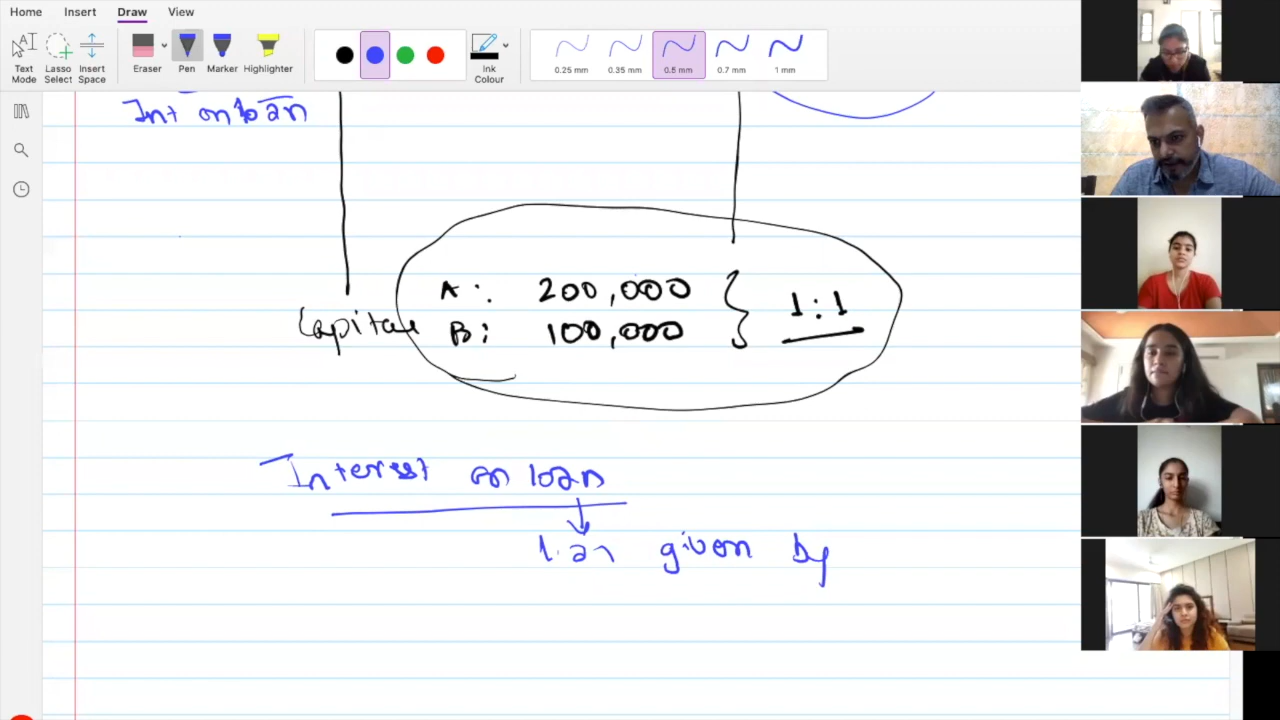 Home Insert Draw View
Text Mode Lasso Select Insert Space Eraser Pen Marker Highlighter Ink Colour 0.25 mm 0.35 mm 0.5 mm 0.7 mm 1 mm
Int on loan
A: 200,000
1:1
Capital B: 100,000
Interest on loan
loan given by